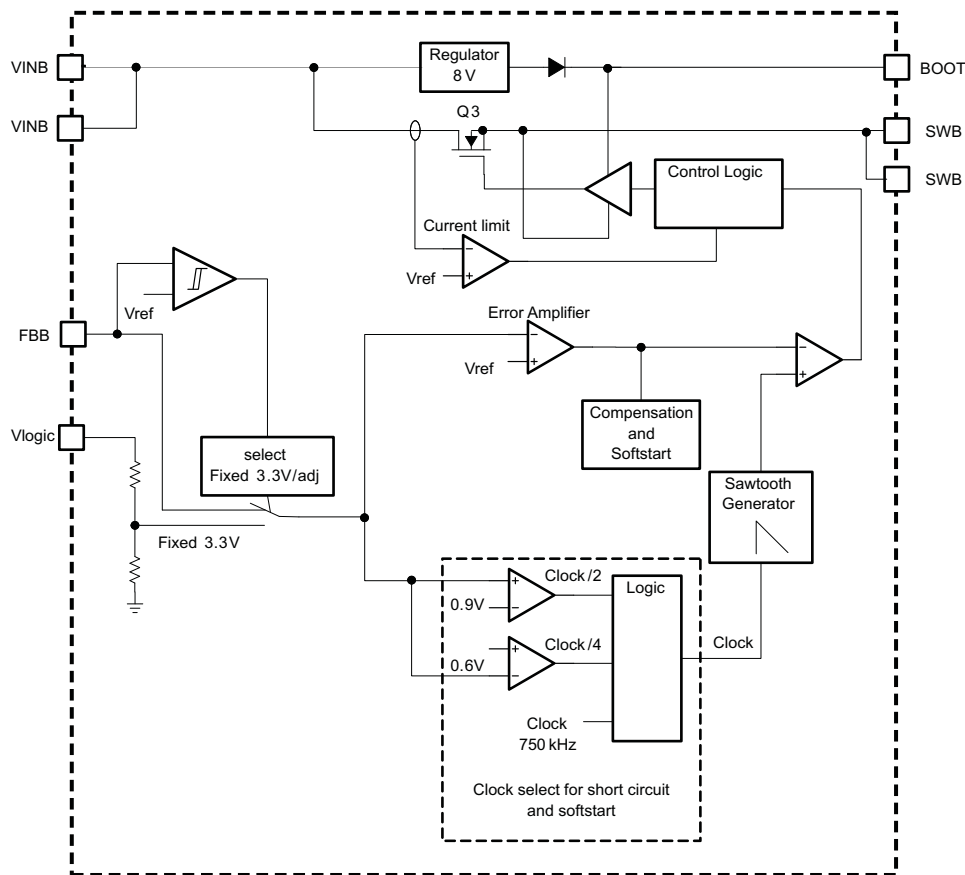 VINB
Regulator
8 V
BOOT
Q3
VINB
SWB
SWB
Control Logic
Current limit
Vref
Vref
FBB
Error Amplifier
Vref
Compensation
and
Softstart
Vlogic
select
Fixed 3.3V/adj
Sawtooth
Generator
Fixed 3.3V
Clock/2
Logic
0.9V
Clock/4
0.6V
Clock
Clock
750 kHz
Clock select for short circuit
and softstart